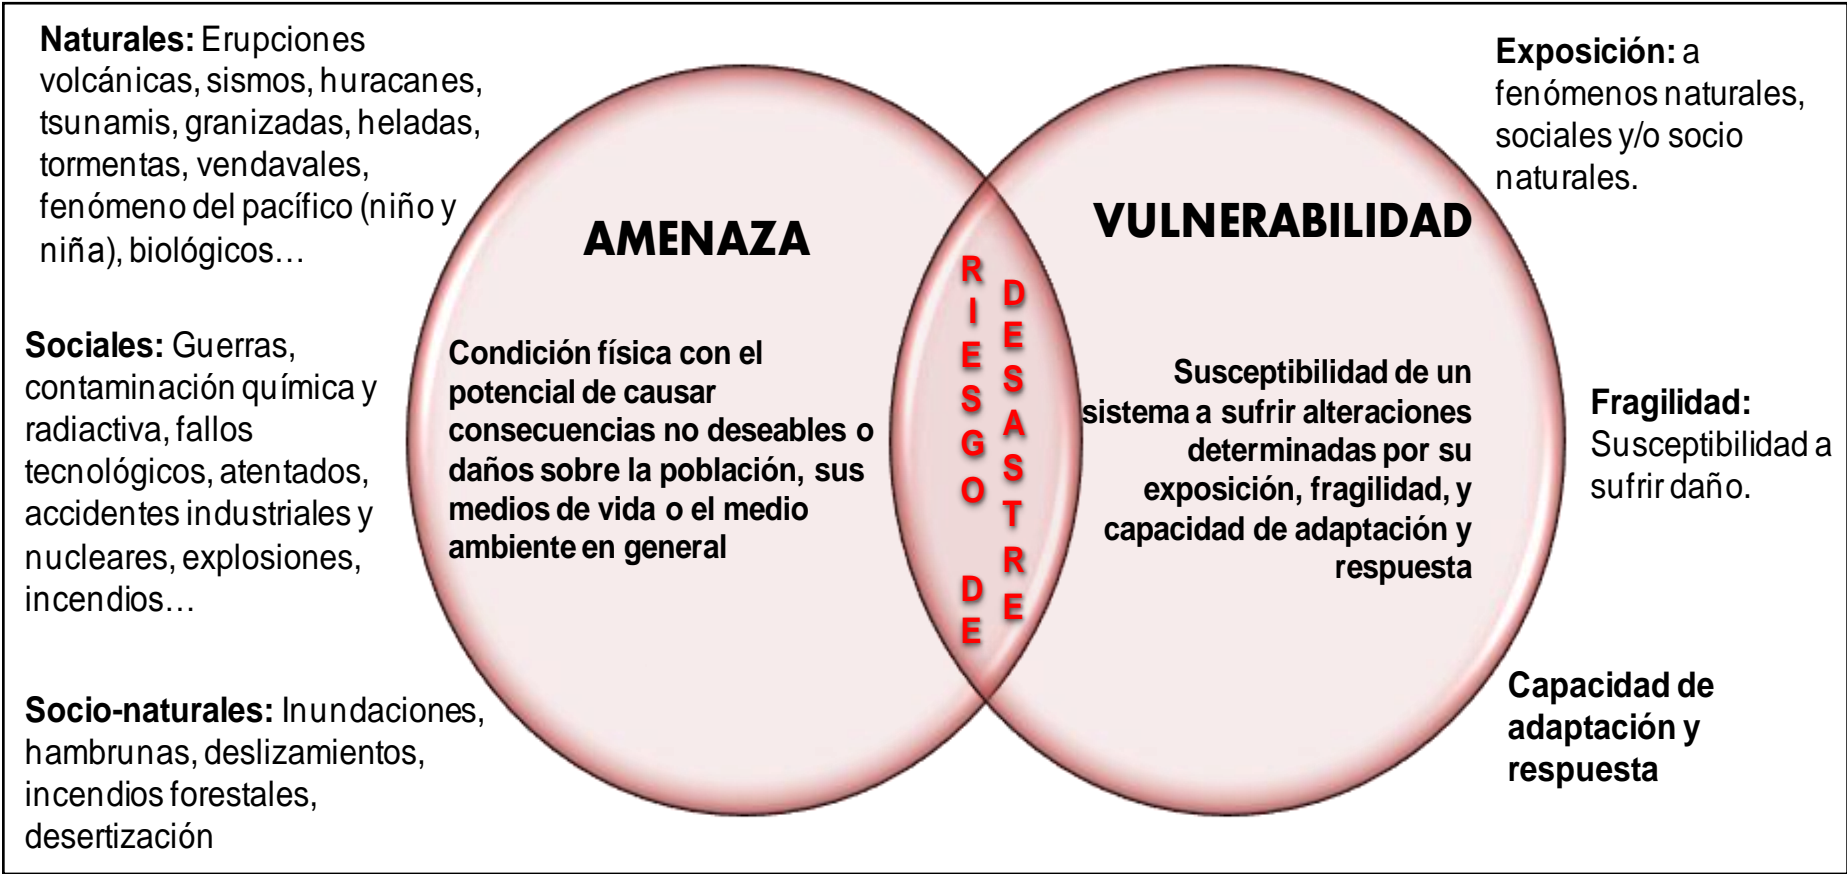 Naturales: Erupciones
volcánicas, sismos, huracanes,
tsunamis, granizadas, heladas,
tormentas, vendavales,
fenómeno del pacífico (niño y
niña), biológicos…
Sociales: Guerras,
contaminación química y
radiactiva, fallos
tecnológicos, atentados,
accidentes industriales y
nucleares, explosiones,
incendios…
Socio-naturales: Inundaciones,
hambrunas, deslizamientos,
incendios forestales,
desertización
AMENAZA
Condición física con el
potencial de causar
consecuencias no deseables o
daños sobre la población, sus
medios de vida o el medio
ambiente en general
RIESGO DE
DESASTRE
VULNERABILIDAD
Susceptibilidad de un
sistema a sufrir alteraciones
determinadas por su
exposición, fragilidad, y
capacidad de adaptación y
respuesta
Exposición: a
fenómenos naturales,
sociales y/o socio
naturales.
Fragilidad:
Susceptibilidad a
sufrir daño.
Capacidad de
adaptación y
respuesta